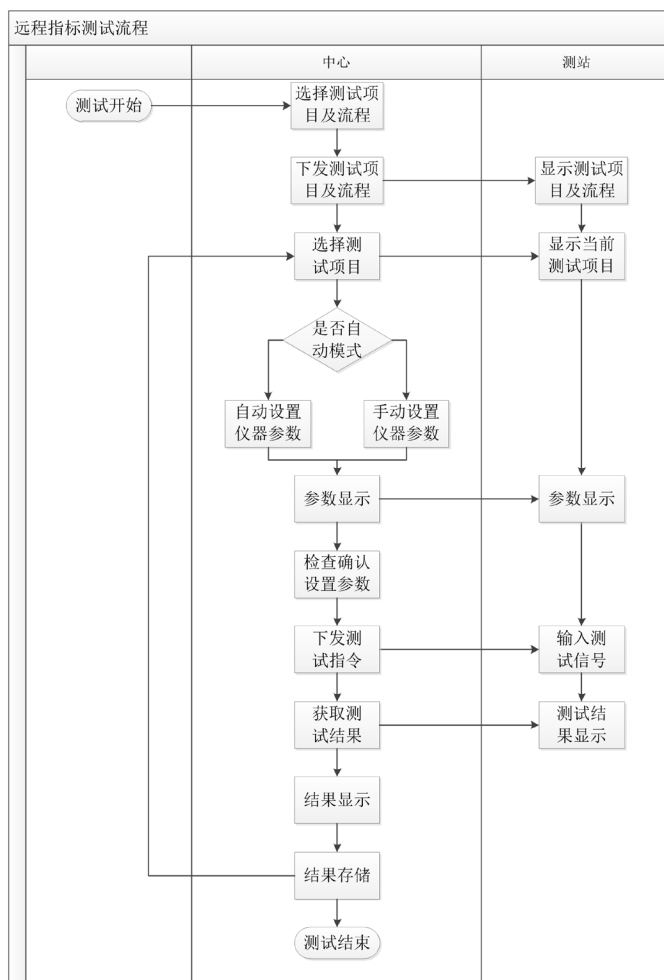 远程指标测试流程
中心
测站
测试开始
选择测试项
目及流程
下发测试项
目及流程
显示测试项
目及流程
选择测
试项目
显示当前
测试项目
是否自
动模式
自动设置
仪器参数
手动设置
仪器参数
参数显示
参数显示
检查确认
设置参数
下发测
试指令
输入测
试信号
获取测
试结果
测试结
果显示
结果显示
结果存储
测试结束